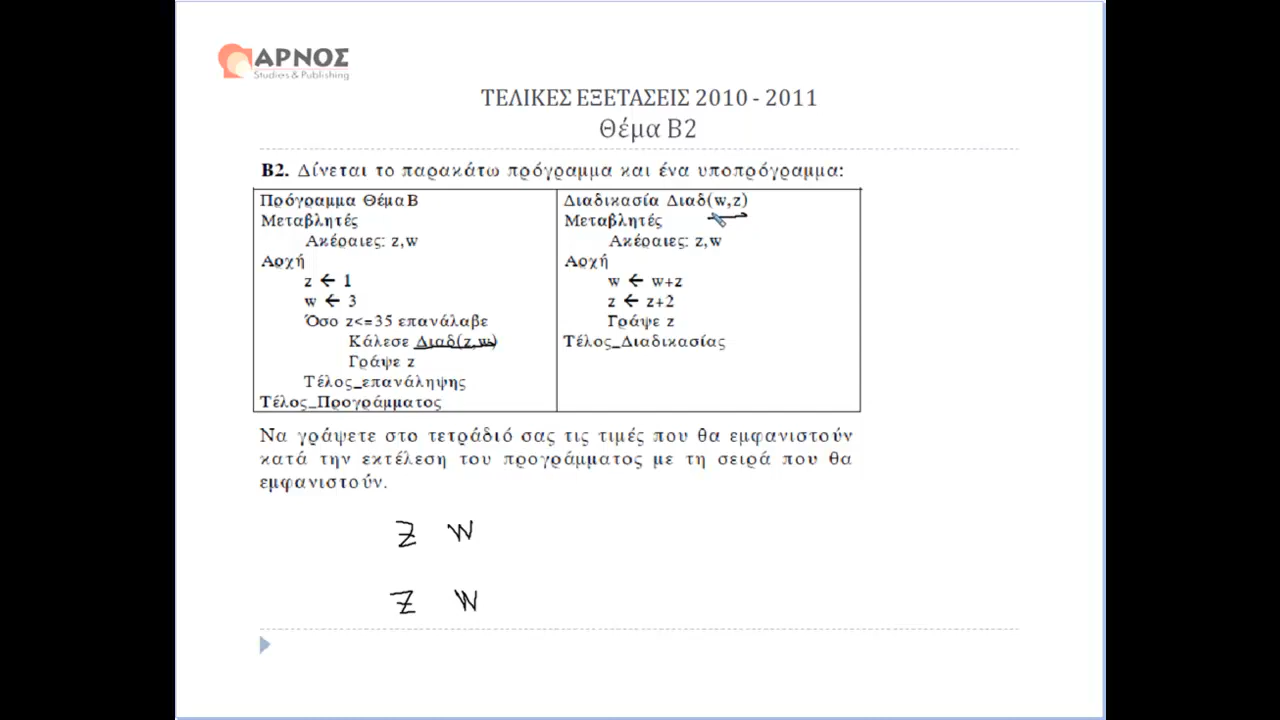 ΑΡΝΟΣ
Studies & Publishing
ΤΕΛΙΚΕΣ ΕΞΕΤΑΣΕΙΣ 2010 - 2011
Θέμα Β2
Β2. Δίνεται το παρακάτω πρόγραμμα και ένα υποπρόγραμμα:
Πρόγραμμα ΘέμαΒ
Μεταβλητές
Ακέραιες: z,w
Αρχή
z ← 1
w ← 3
Όσο z<=35 επανάλαβε
Κάλεσε Διαδ(z,w)
Γράψε z
Τέλος_επανάληψης
Τέλος_Προγράμματος
Διαδικασία Διαδ(w,z)
Μεταβλητές
Ακέραιες: z,w
Αρχή
w ← w+z
z ← z+2
Γράψε z
Τέλος_Διαδικασίας
Να γράψετε στο τετράδιό σας τις τιμές που θα εμφανιστούν
κατά την εκτέλεση του προγράμματος με τη σειρά που θα
εμφανιστούν.
z w
z w